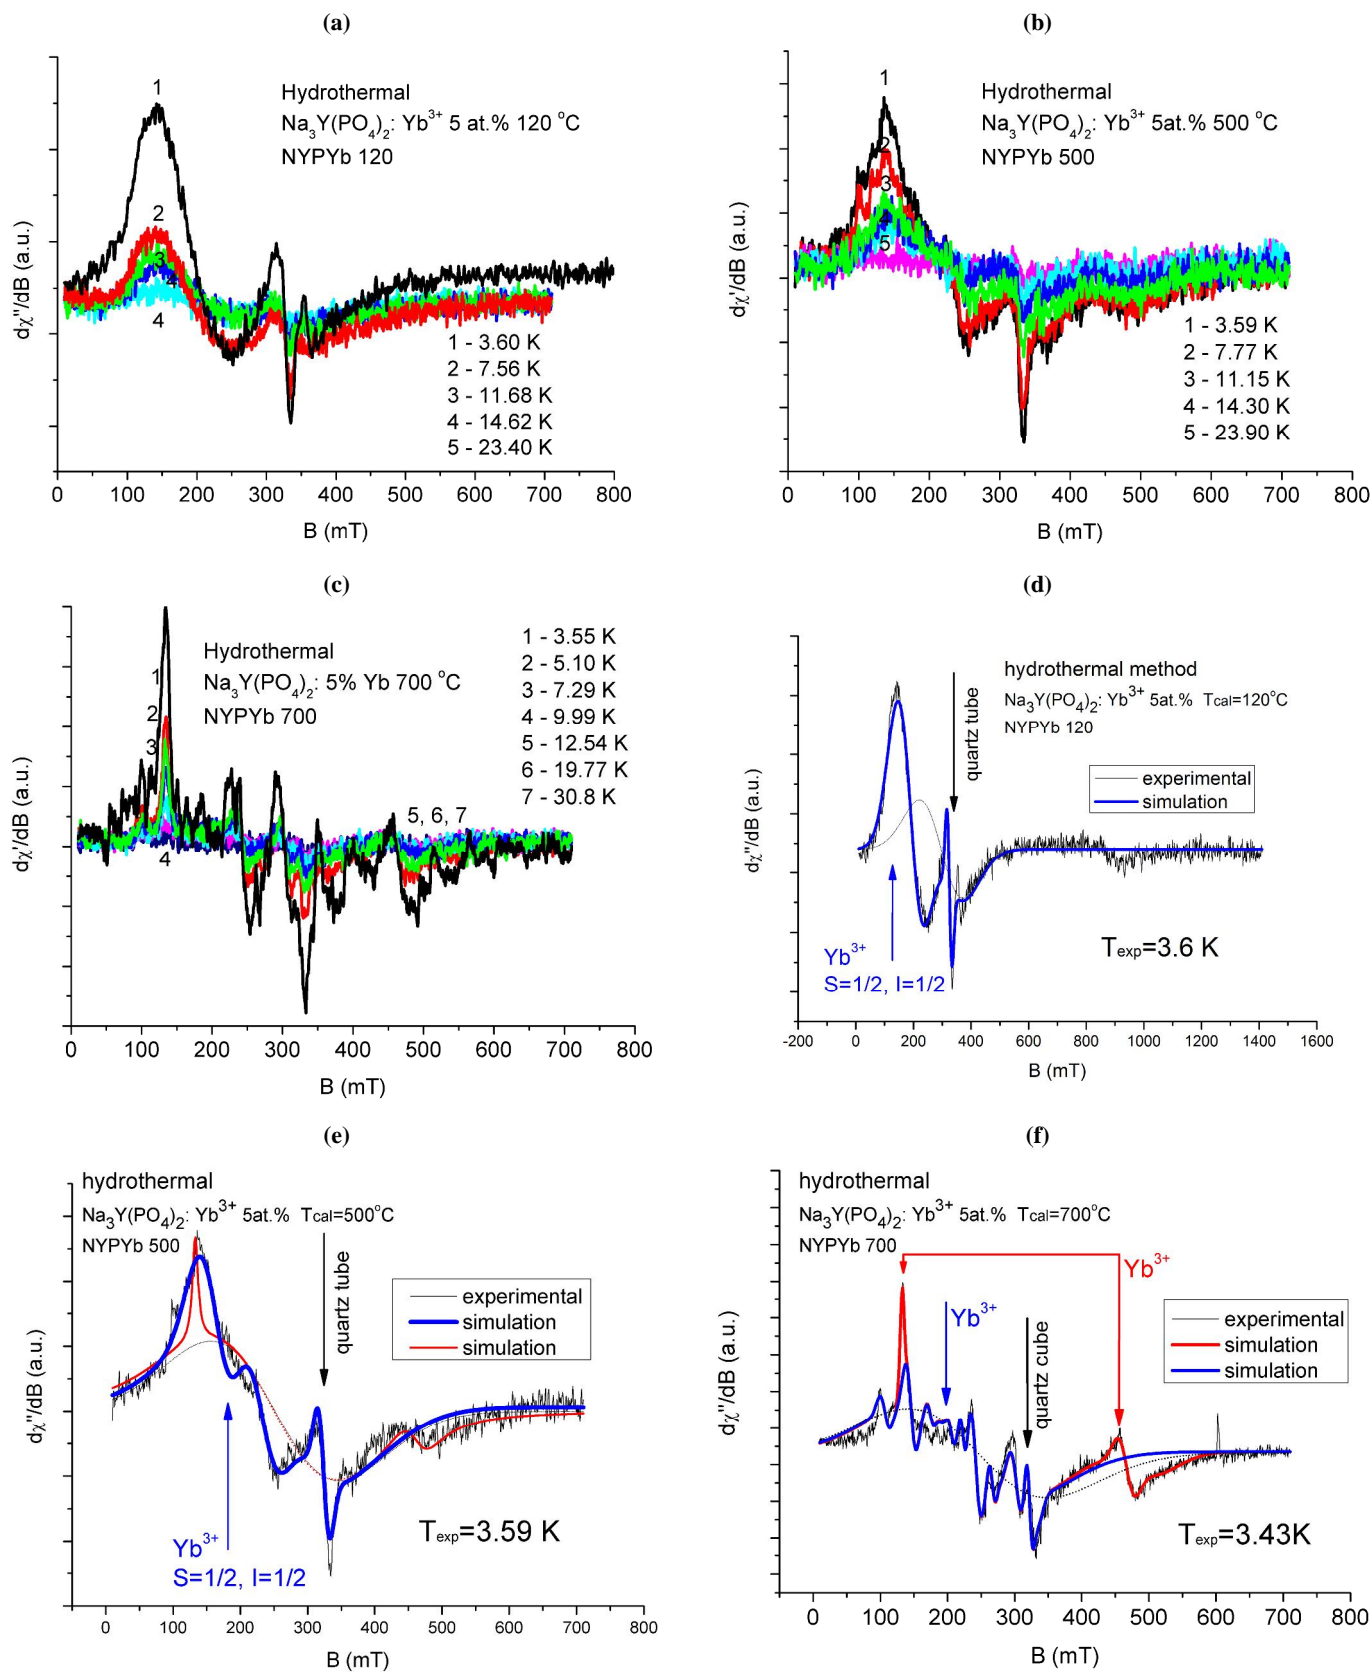 (a)
dχ''/dB (a.u.)
Hydrothermal
Na3Y(PO4)2: Yb3+ 5 at.% 120 °C
NYPYb 120
1
2
3
4
4
1 - 3.60 K
2 - 7.56 K
3 - 11.68 K
4 - 14.62 K
5 - 23.40 K
0 100 200 300 400 500 600 700 800
B (mT)
(b)
dχ'/dB (a.u.)
Hydrothermal
Na3Y(PO4)2: Yb3+ 5at.% 500 °C
NYPYb 500
1
2
3
4
5
1 - 3.59 K
2 - 7.77 K
3 - 11.15 K
4 - 14.30 K
5 - 23.90 K
0 100 200 300 400 500 600 700 800
B (mT)
(c)
dχ/dB (a.u.)
Hydrothermal
Na3Y(PO4)2: 5% Yb 700 °C
NYPYb 700
1
2
3
4
5, 6, 7
1 - 3.55 K
2 - 5.10 K
3 - 7.29 K
4 - 9.99 K
5 - 12.54 K
6 - 19.77 K
7 - 30.8 K
0 100 200 300 400 500 600 700 800
B (mT)
(d)
dχ''/dB (a.u.)
hydrothermal method
Na3Y(PO4)2: Yb3+ 5at.% Tcal=120°C
NYPYb 120
quartz tube
experimental
simulation
Yb3+
S=1/2, I=1/2
Texp=3.6 K
-200 0 200 400 600 800 1000 1200 1400 1600
B (mT)
(e)
dχ''/dB (a.u.)
hydrothermal
Na3Y(PO4)2: Yb3+ 5at.% Tcal=500°C
NYPYb 500
quartz tube
experimental
simulation
simulation
Yb3+
S=1/2, I=1/2
Texp=3.59 K
0 100 200 300 400 500 600 700 800
B (mT)
(f)
dχ''/dB (a.u.)
hydrothermal
Na3Y(PO4)2: Yb3+ 5at.% Tcal=700°C
NYPYb 700
Yb3+
Yb3+
quartz cube
experimental
simulation
simulation
Texp=3.43K
0 100 200 300 400 500 600 700 800
B (mT)